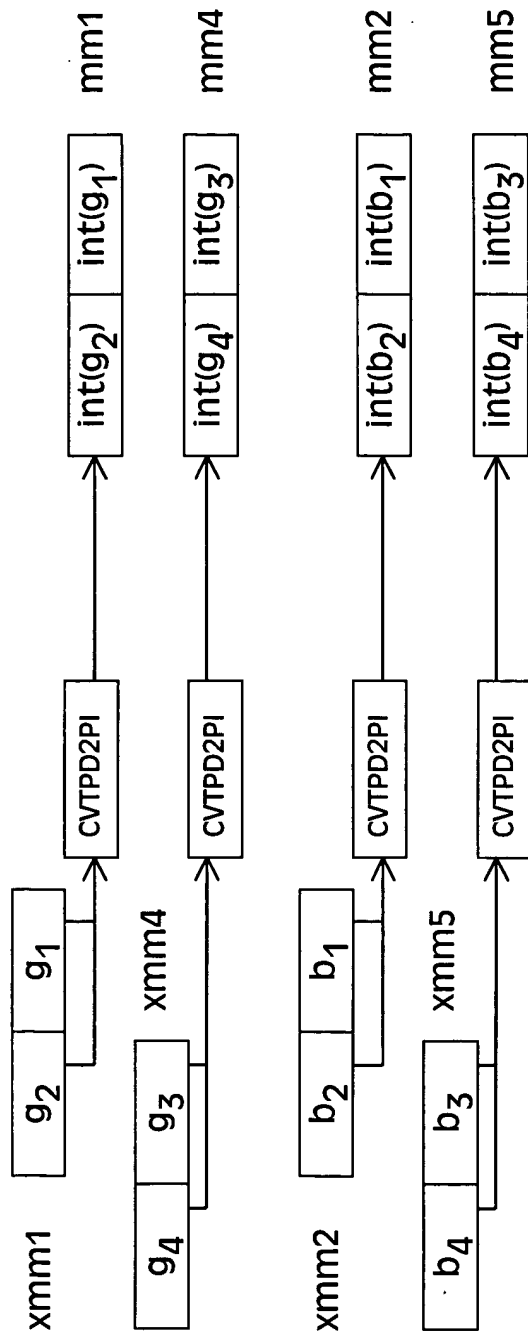 xmm1
g2 g1
CVTPD2PI
int(g2) int(g1)
mm1
g4 g3
xmm4
CVTPD2PI
int(g4) int(g3)
mm4
xmm2
b2 b1
CVTPD2PI
int(b2) int(b1)
mm2
b4 b3
xmm5
CVTPD2PI
int(b4) int(b3)
mm5